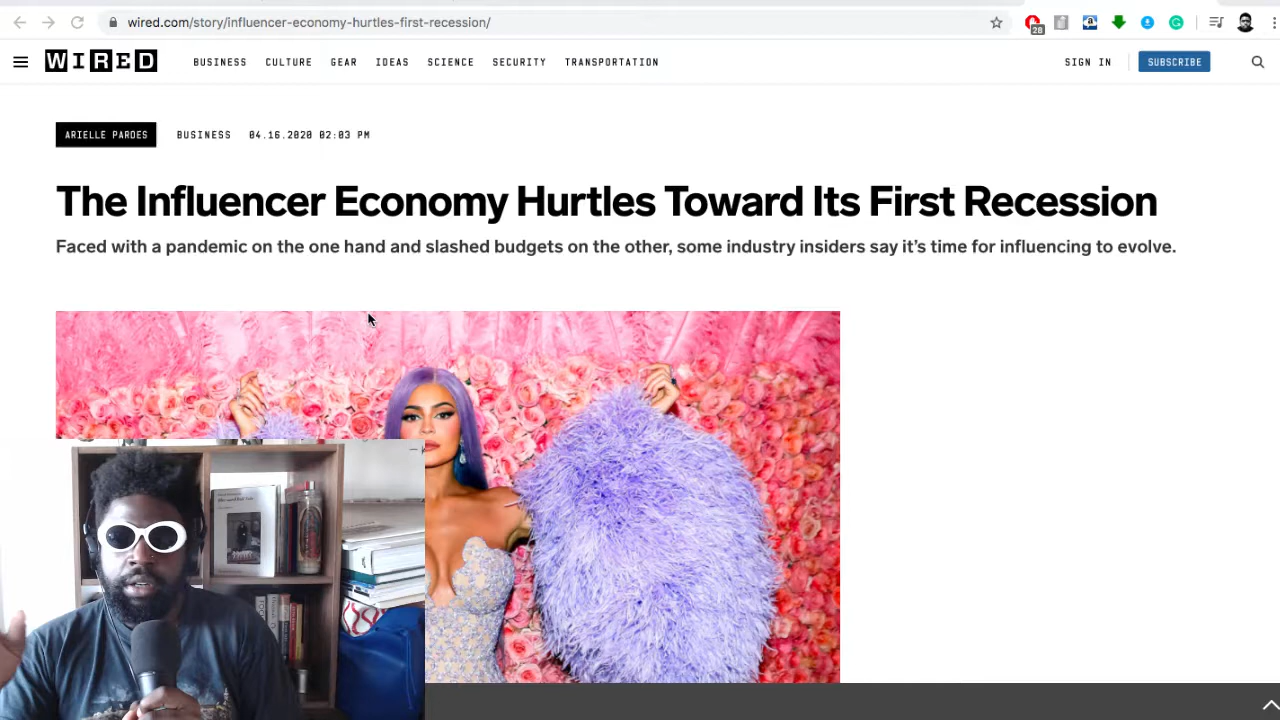 wired.com/story/influencer-economy-hurtles-first-recession/
28
WIRED
BUSINESS CULTURE GEAR IDEAS SCIENCE SECURITY TRANSPORTATION
SIGN IN SUBSCRIBE
ARIELLE PARDES BUSINESS 04.16.2020 02:03 PM
The Influencer Economy Hurtles Toward Its First Recession
Faced with a pandemic on the one hand and slashed budgets on the other, some industry insiders say it's time for influencing to evolve.